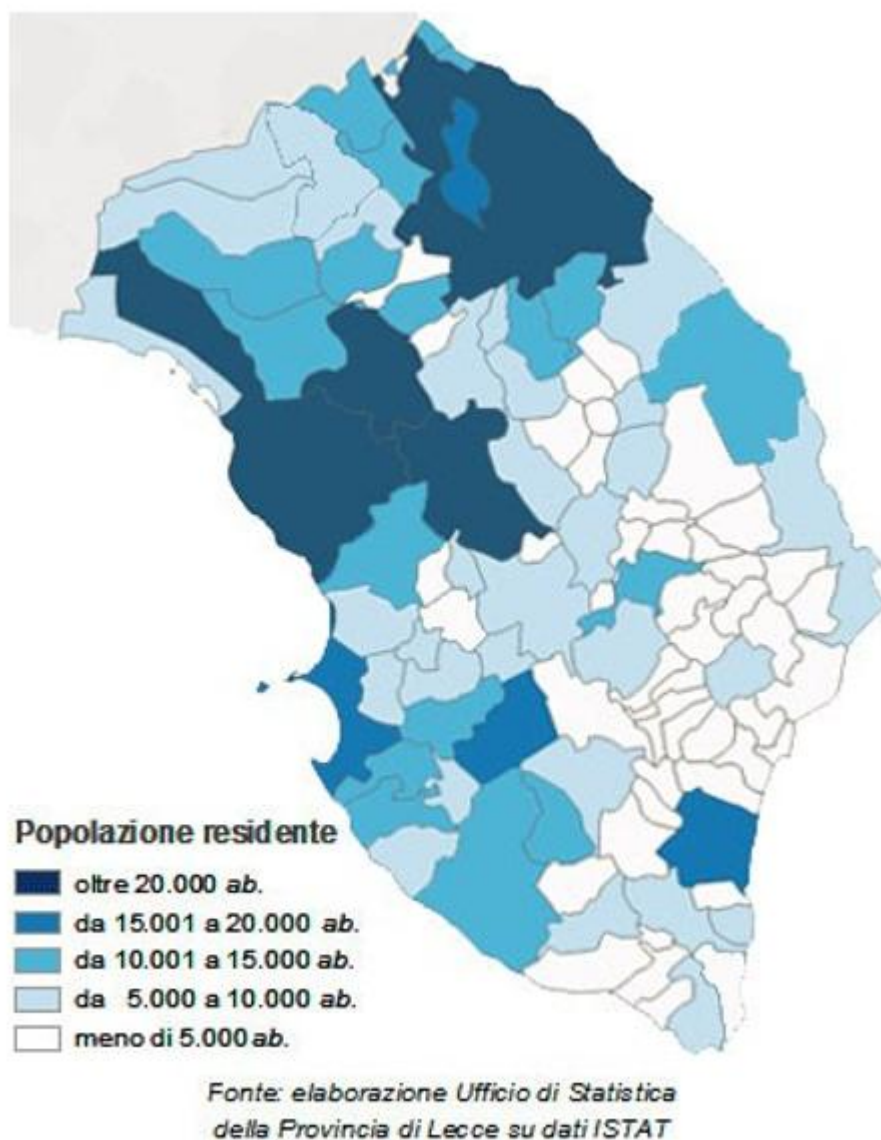 Popolazione residente
oltre 20.000 ab.
da 15.001 a 20.000 ab.
da 10.001 a 15.000 ab.
da 5.000 a 10.000 ab.
meno di 5.000 ab.
Fonte: elaborazione Ufficio di Statistica
della Provincia di Lecce su dati ISTAT